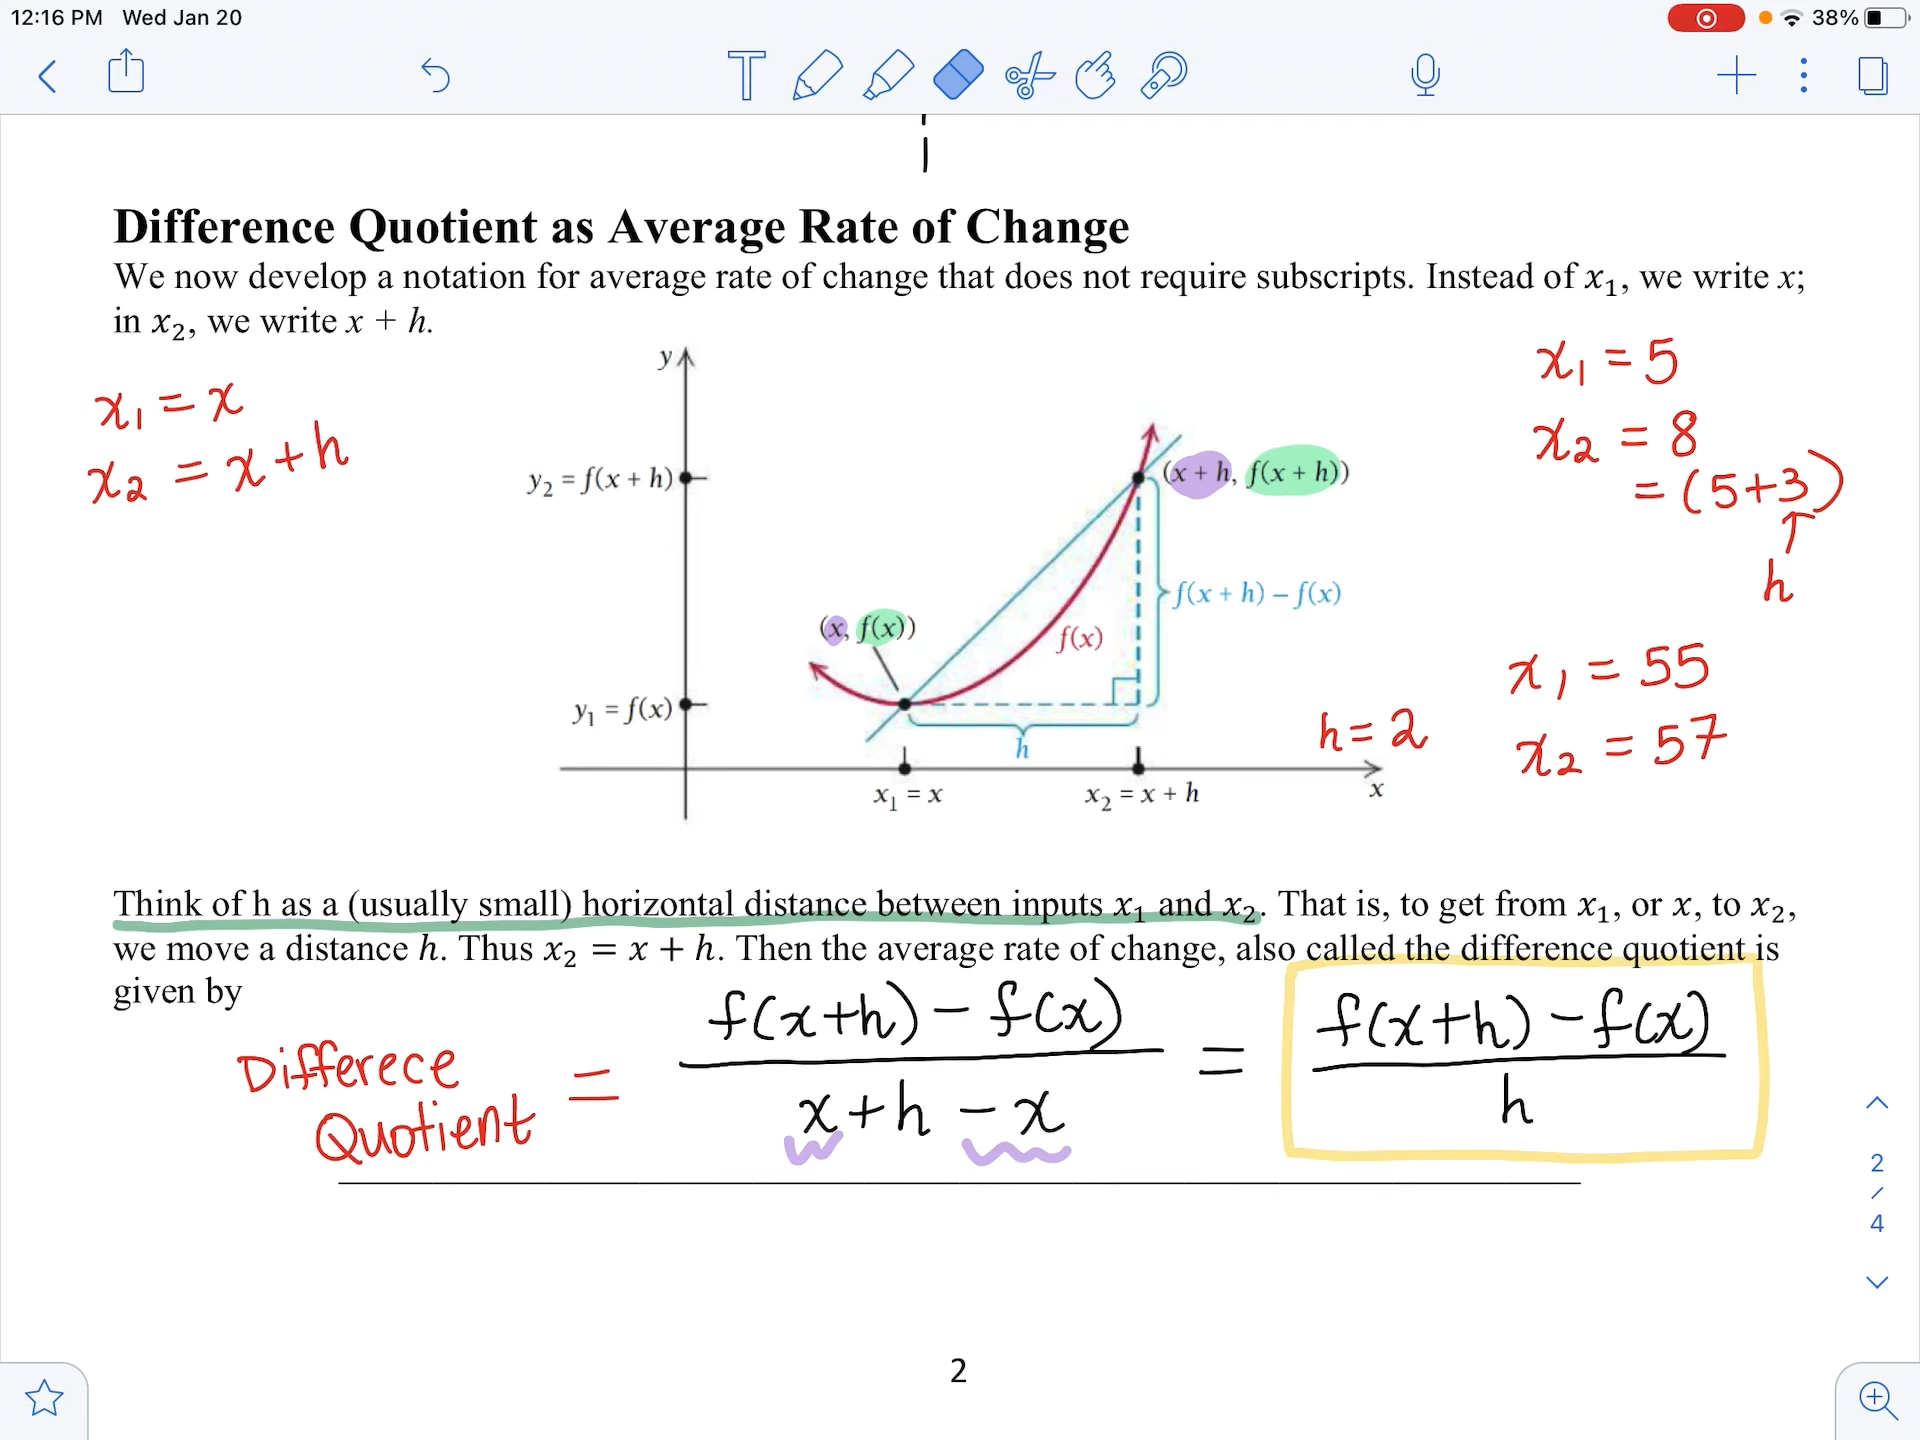 12:16 PM Wed Jan 20
38%
T
Difference Quotient as Average Rate of Change
We now develop a notation for average rate of change that does not require subscripts. Instead of x₁, we write x;
in x₂, we write x + h.
x₁ = x
x₂ = x+h
x₁ = 5
x₂ = 8
= (5+3)
h
y
y₂ = f(x + h)
(x + h, f(x + h))
f(x + h) – f(x)
(x, f(x))
f(x)
y₁ = f(x)
h
x₁ = x
x₂ = x + h
x
h = 2
x₁ = 55
x₂ = 57
Think of h as a (usually small) horizontal distance between inputs x₁ and x₂. That is, to get from x₁, or x, to x₂,
we move a distance h. Thus x₂ = x + h. Then the average rate of change, also called the difference quotient is
given by
Differece
Quotient =
f(x+h) – f(x)
x+h – x
=
f(x+h) – f(x)
h
2
/
4
2